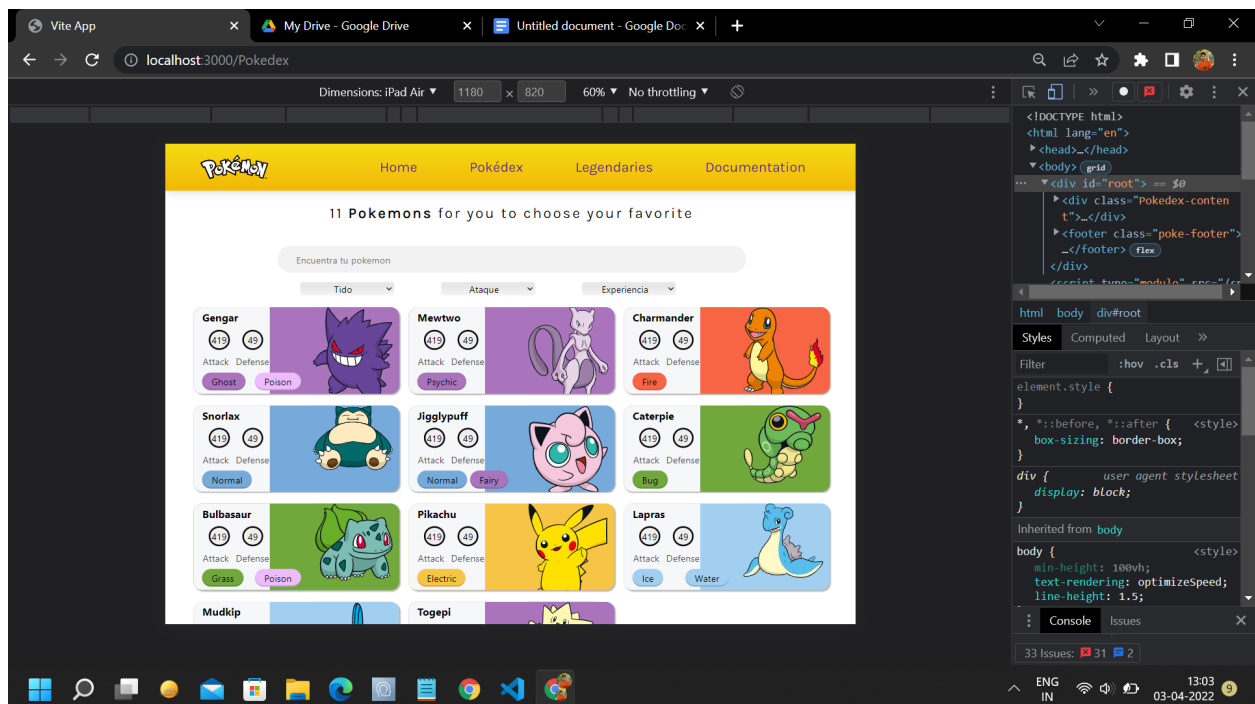 Vite App
My Drive - Google Drive
Untitled document - Google Doc
localhost:3000/Pokedex
Dimensions: iPad Air ▼ 1180 × 820 60% ▼ No throttling ▼
POKéMON Home Pokédex Legendaries Documentation
11 Pokemons for you to choose your favorite
Encuentra tu pokemon
Tido Ataque Experiencia
Gengar
419 49
Attack Defense
Ghost Poison
Mewtwo
419 49
Attack Defense
Psychic
Charmander
419 49
Attack Defense
Fire
Snorlax
419 49
Attack Defense
Normal
Jigglypuff
419 49
Attack Defense
Normal Fairy
Caterpie
419 49
Attack Defense
Bug
Bulbasaur
419 49
Attack Defense
Grass Poison
Pikachu
419 49
Attack Defense
Electric
Lapras
419 49
Attack Defense
Ice Water
Mudkip
Togepi
<!DOCTYPE html>
<html lang="en">
<head>…</head>
<body> grid
… <div id="root"> == $0
<div class="Pokedex-conten
t">…</div>
<footer class="poke-footer">
…</footer> flex
</div>
html body div#root
Styles Computed Layout »
Filter :hov .cls +
element.style {
}
*, *::before, *::after { <style>
box-sizing: border-box;
}
div { user agent stylesheet
display: block;
}
Inherited from body
body { <style>
min-height: 100vh;
text-rendering: optimizeSpeed;
line-height: 1.5;
Console Issues
33 Issues: 31 2
ENG
IN
13:03
03-04-2022
9